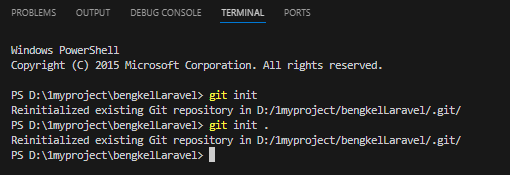 PROBLEMS OUTPUT DEBUG CONSOLE TERMINAL PORTS
Windows PowerShell
Copyright (C) 2015 Microsoft Corporation. All rights reserved.
PS D:\1myproject\bengkelLaravel> git init
Reinitialized existing Git repository in D:/1myproject/bengkelLaravel/.git/
PS D:\1myproject\bengkelLaravel> git init .
Reinitialized existing Git repository in D:/1myproject/bengkelLaravel/.git/
PS D:\1myproject\bengkelLaravel>